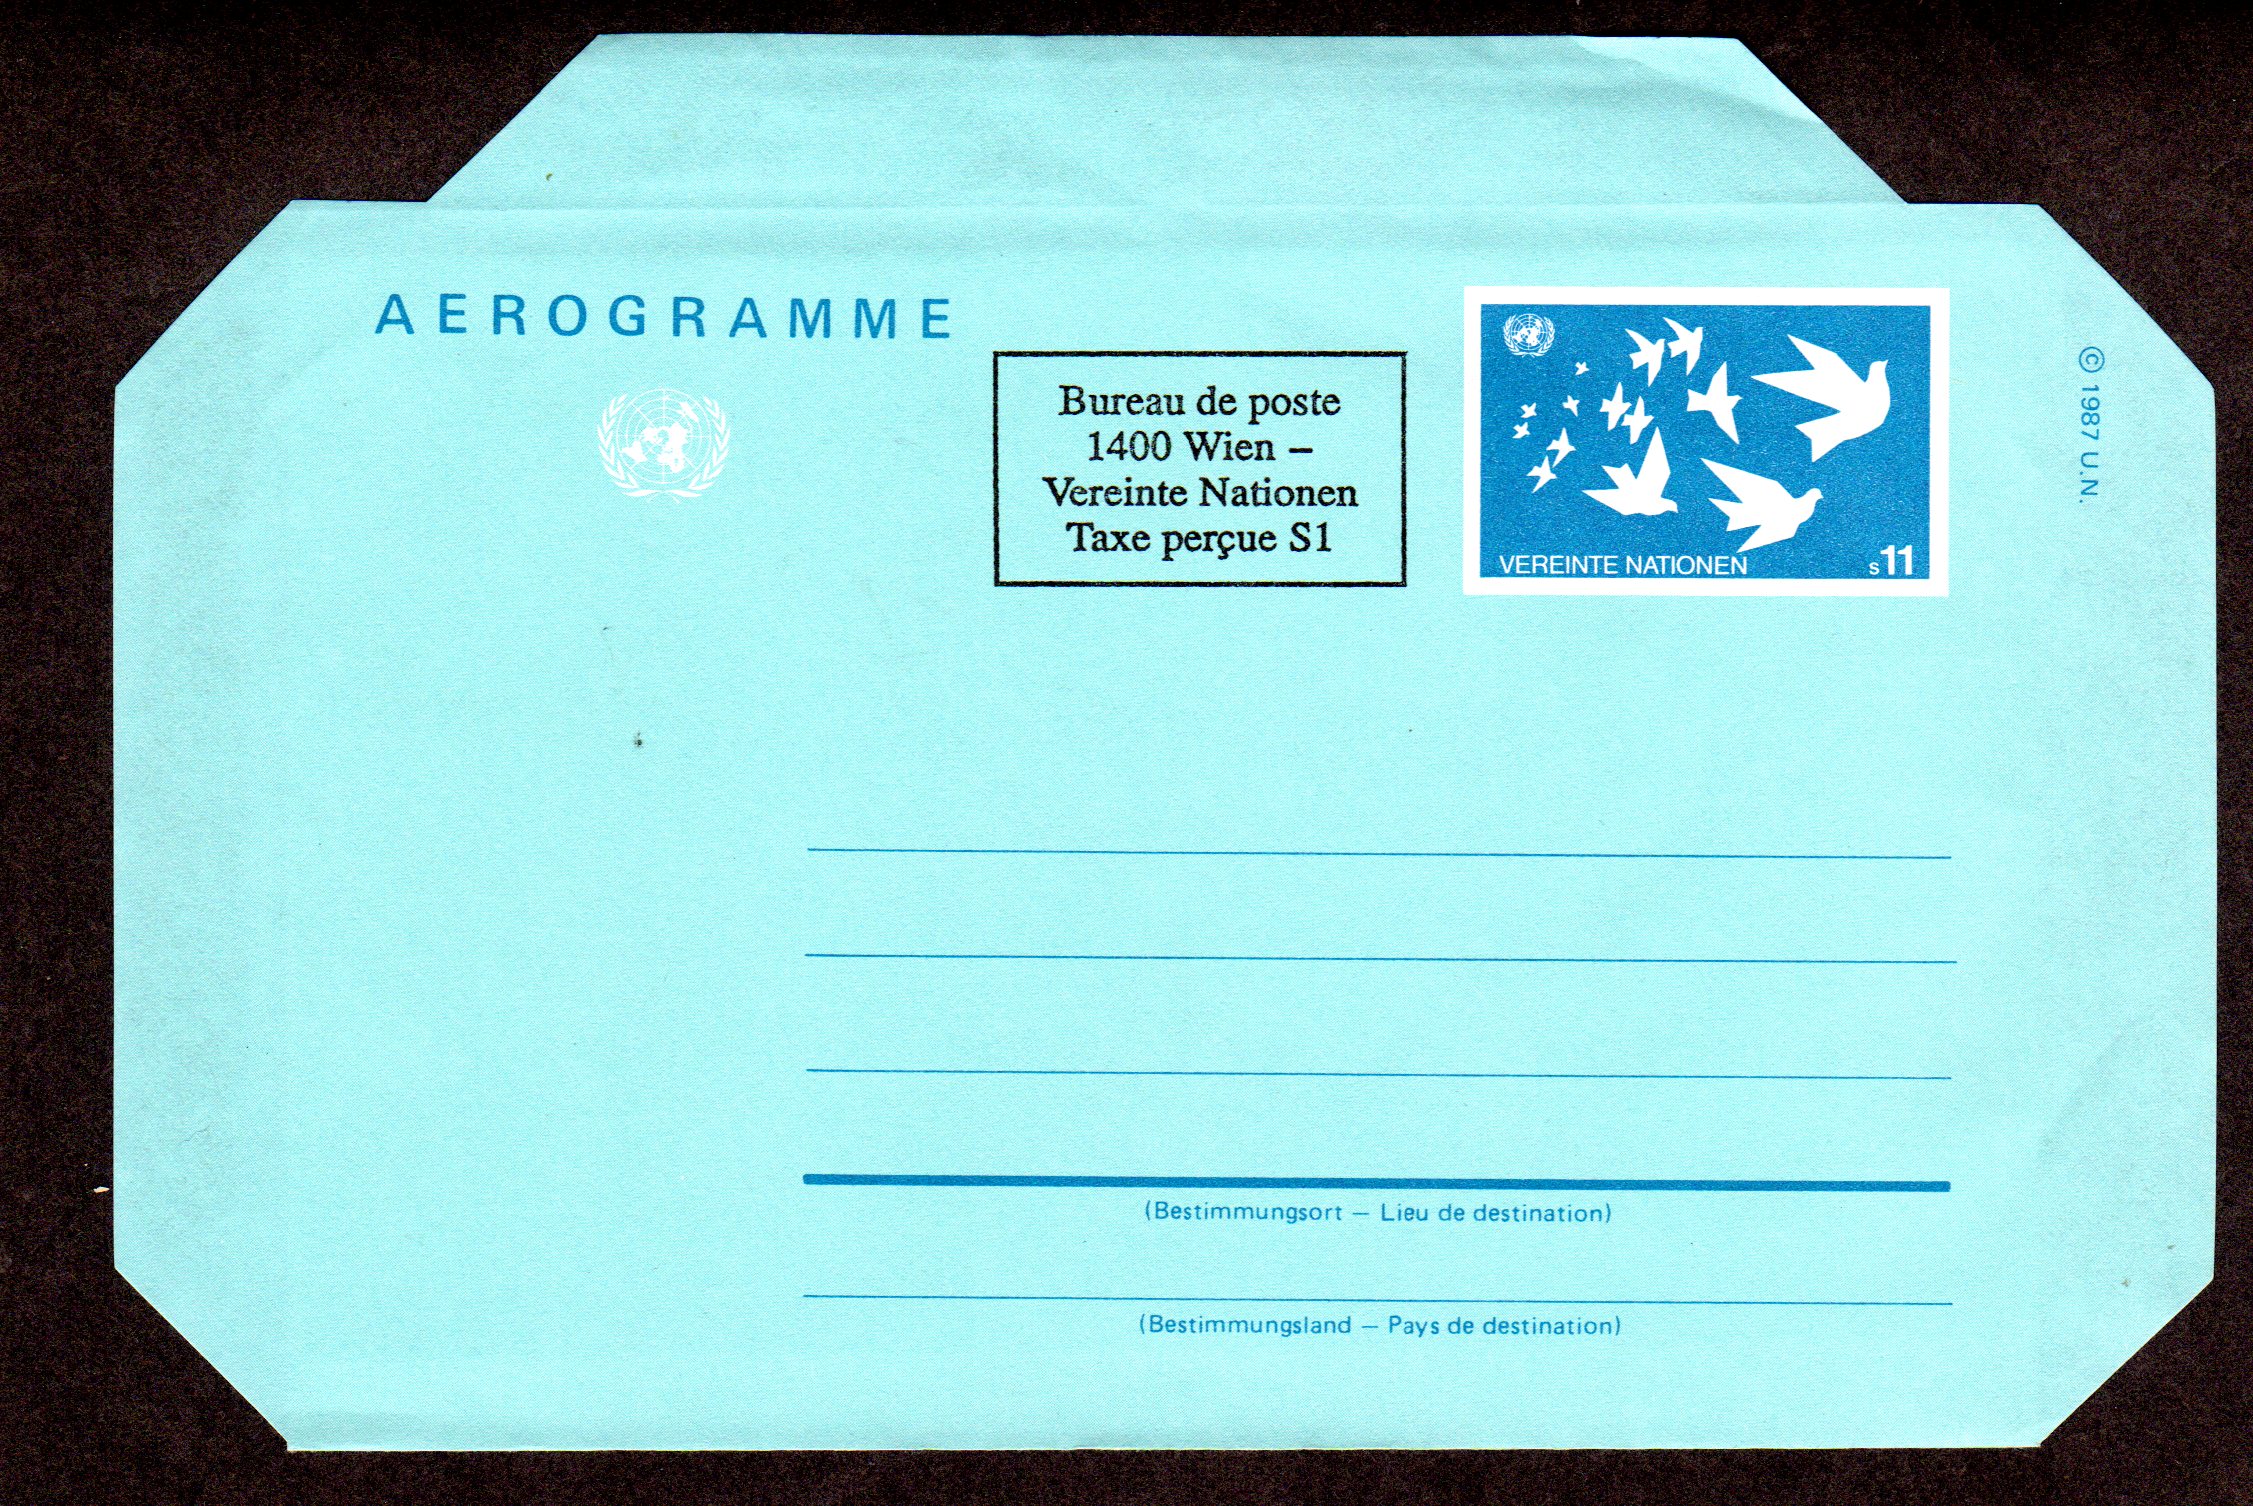 AEROGRAMME
Bureau de poste
1400 Wien –
Vereinte Nationen
Taxe perçue S1
VEREINTE NATIONEN
s11
© 1987 U.N.
(Bestimmungsort – Lieu de destination)
(Bestimmungsland – Pays de destination)